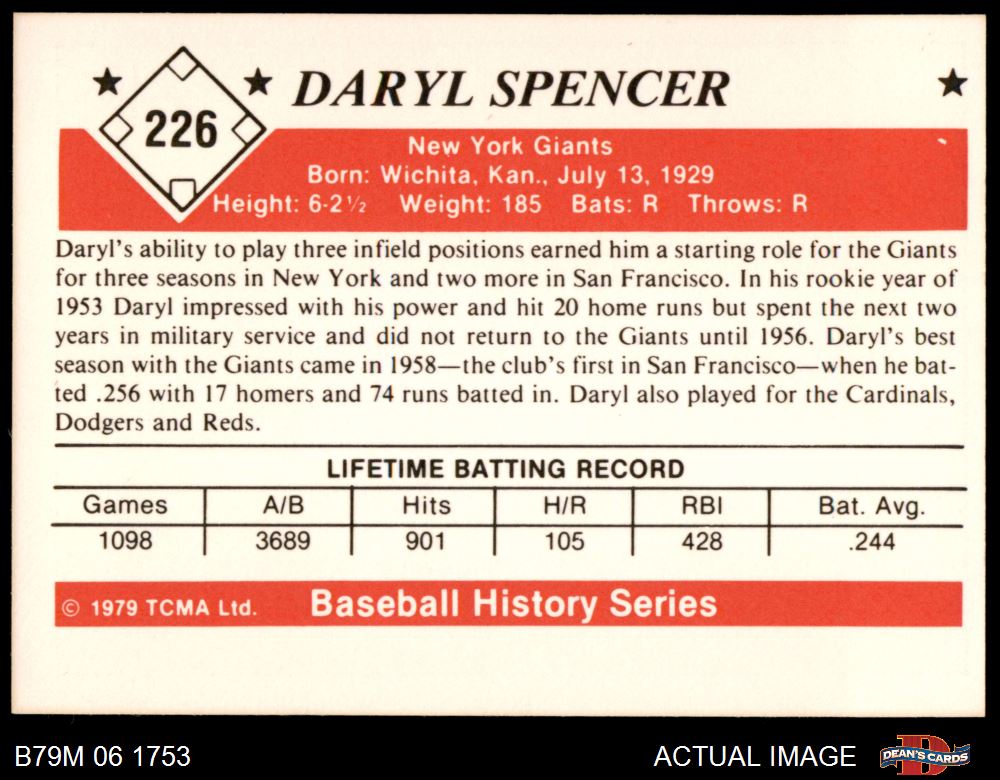 DARYL SPENCER
226
New York Giants
Born: Wichita, Kan., July 13, 1929
Height: 6-2½ Weight: 185 Bats: R Throws: R
Daryl's ability to play three infield positions earned him a starting role for the Giants
for three seasons in New York and two more in San Francisco. In his rookie year of
1953 Daryl impressed with his power and hit 20 home runs but spent the next two
years in military service and did not return to the Giants until 1956. Daryl's best
season with the Giants came in 1958—the club's first in San Francisco—when he bat-
ted .256 with 17 homers and 74 runs batted in. Daryl also played for the Cardinals,
Dodgers and Reds.
LIFETIME BATTING RECORD
Games A/B Hits H/R RBI Bat. Avg.
1098 3689 901 105 428 .244
© 1979 TCMA Ltd. Baseball History Series
B79M 06 1753 ACTUAL IMAGE DEAN'S CARDS